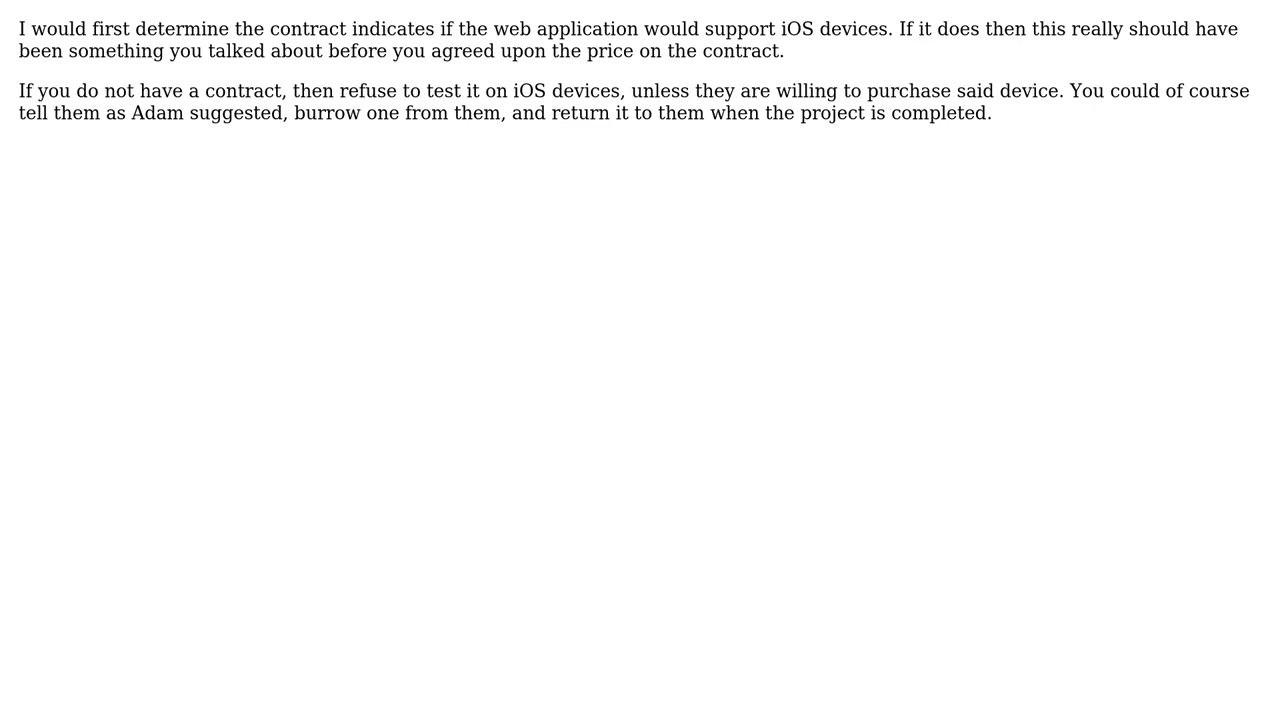 I would first determine the contract indicates if the web application would support iOS devices. If it does then this really should have
been something you talked about before you agreed upon the price on the contract.
If you do not have a contract, then refuse to test it on iOS devices, unless they are willing to purchase said device. You could of course
tell them as Adam suggested, burrow one from them, and return it to them when the project is completed.